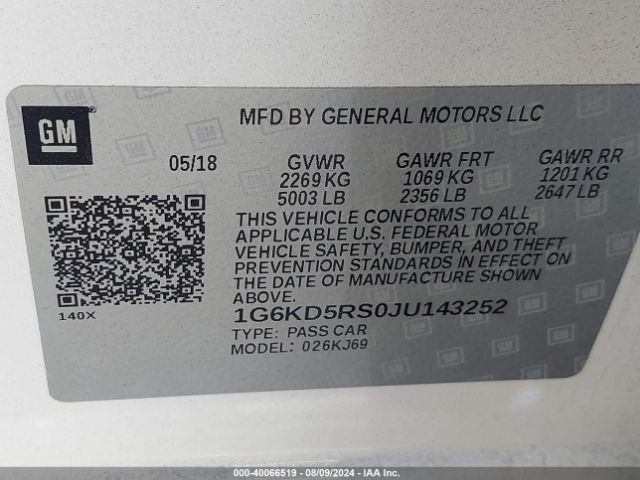 GM
MFD BY GENERAL MOTORS LLC
05/18 GVWR GAWR FRT GAWR RR
2269 KG 1069 KG 1201 KG
5003 LB 2356 LB 2647 LB
THIS VEHICLE CONFORMS TO ALL
APPLICABLE U.S. FEDERAL MOTOR
VEHICLE SAFETY, BUMPER, AND THEFT
PREVENTION STANDARDS IN EFFECT ON THE
DATE OF MANUFACTURE SHOWN
ABOVE.
140X
1G6KD5RS0JU143252
TYPE: PASS CAR
MODEL: 026KJ69
000-40066519 - 08/09/2024 - IAA Inc.